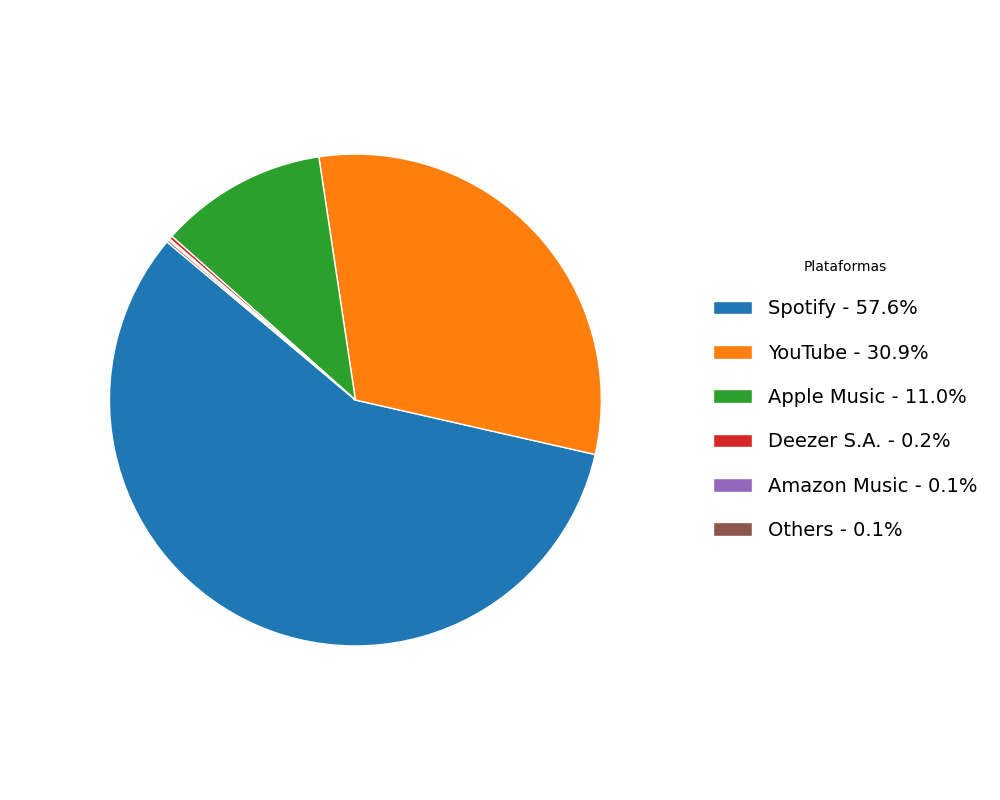 Plataformas
Spotify - 57.6%
YouTube - 30.9%
Apple Music - 11.0%
Deezer S.A. - 0.2%
Amazon Music - 0.1%
Others - 0.1%